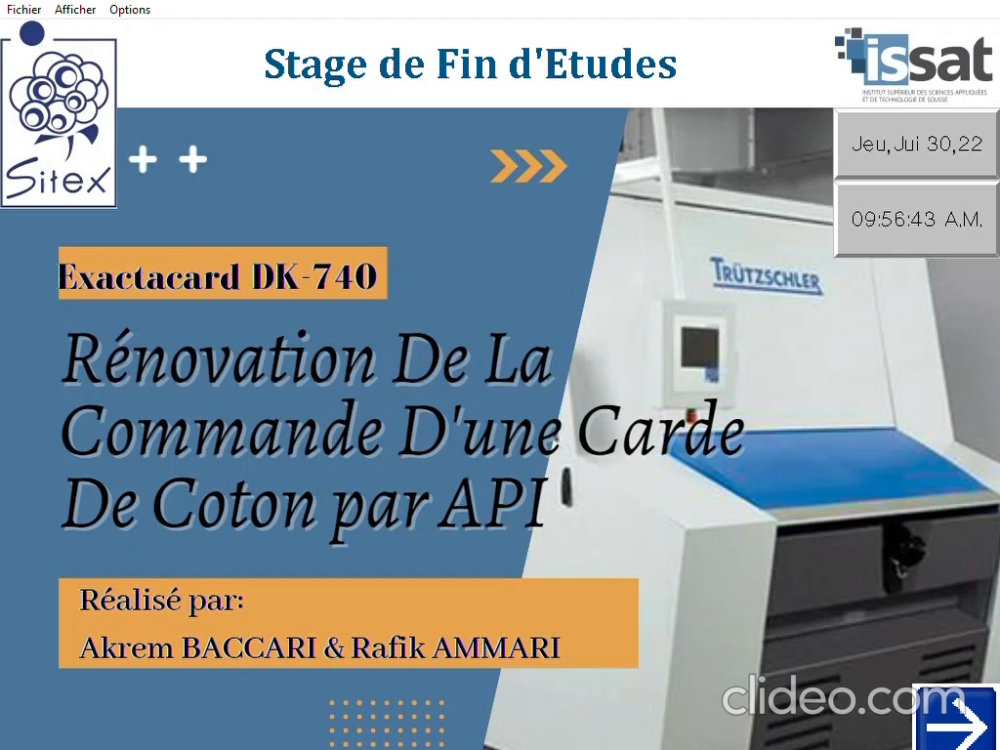 Fichier Afficher Options
Sitex
Stage de Fin d'Etudes
issat
INSTITUT SUPÉRIEUR DES SCIENCES APPLIQUÉES
ET DE TECHNOLOGIE DE SOUSSE
Jeu,Jui 30,22
09:56:43 A.M.
TRÜTZSCHLER
Exactacard DK-740
Rénovation De La
Commande D'une Carde
De Coton par API
Réalisé par:
Akrem BACCARI & Rafik AMMARI
clideo.com